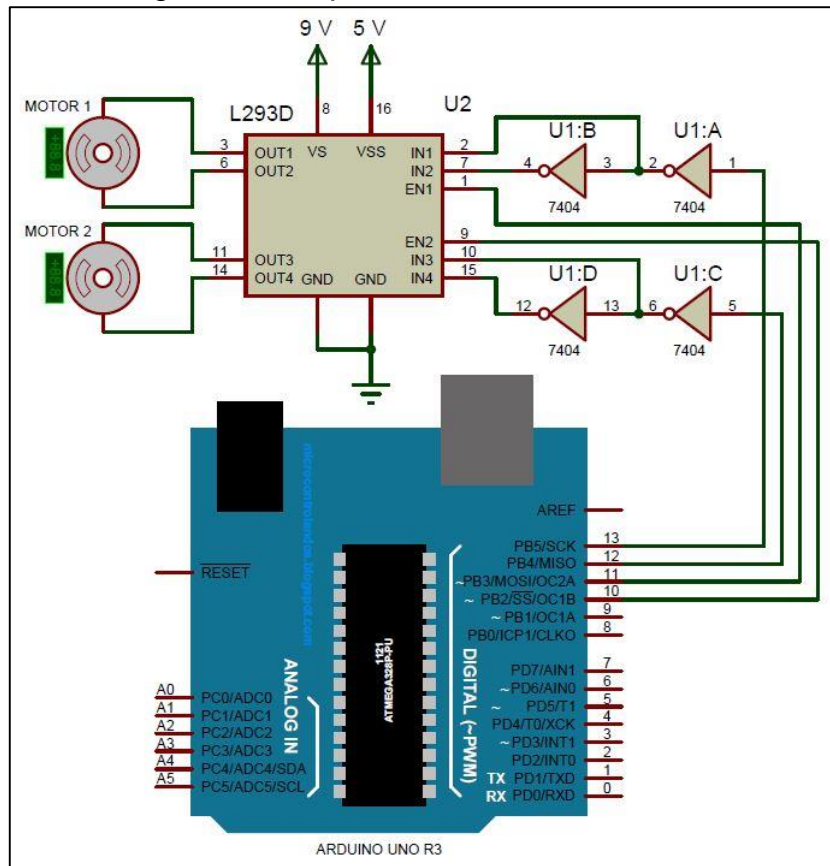 9 V 5 V
MOTOR 1
L293D
U2
8 16
3 OUT1 VS VSS IN1 2
6 OUT2 IN2 7
EN1 1
U1:B U1:A
4 3 2 1
7404 7404
MOTOR 2
EN2 9
11 OUT3 IN3 10
14 OUT4 GND GND IN4 15
U1:D U1:C
12 13 6 5
7404 7404
microcontrolandos.blogspot.com
AREF
RESET
PB5/SCK 13
PB4/MISO 12
~PB3/MOSI/OC2A 11
~ PB2/SS/OC1B 10
~ PB1/OC1A 9
PB0/ICP1/CLKO 8
1121
ATMEGA328P-PU
ANALOG IN
DIGITAL (~PWM)
PD7/AIN1 7
~PD6/AIN0 6
~ PD5/T1 5
PD4/T0/XCK 4
~PD3/INT1 3
PD2/INT0 2
TX PD1/TXD 1
RX PD0/RXD 0
A0 PC0/ADC0
A1 PC1/ADC1
A2 PC2/ADC2
A3 PC3/ADC3
A4 PC4/ADC4/SDA
A5 PC5/ADC5/SCL
ARDUINO UNO R3